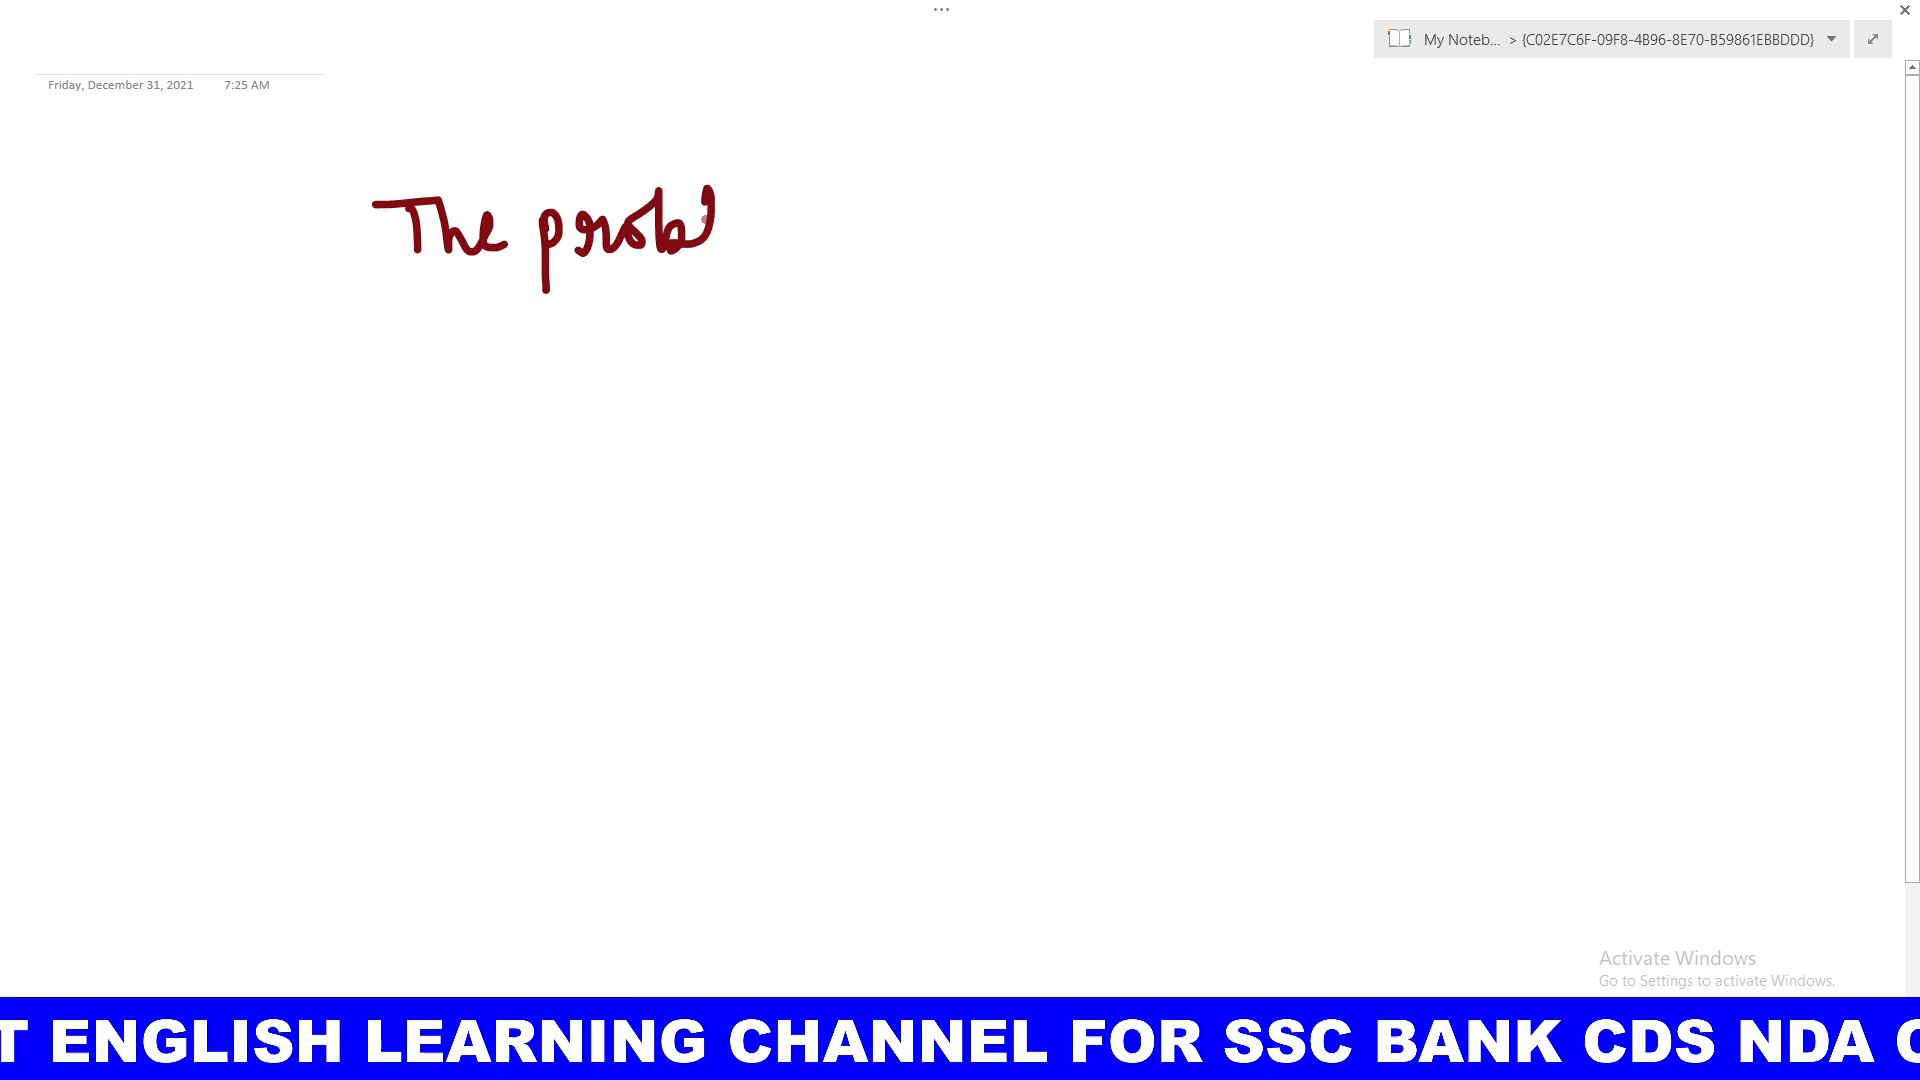 My Noteb... > {C02E7C6F-09F8-4B96-8E70-B59861EBBDDD}
Friday, December 31, 2021 7:25 AM
The prob
Activate Windows
Go to Settings to activate Windows.
T ENGLISH LEARNING CHANNEL FOR SSC BANK CDS NDA C